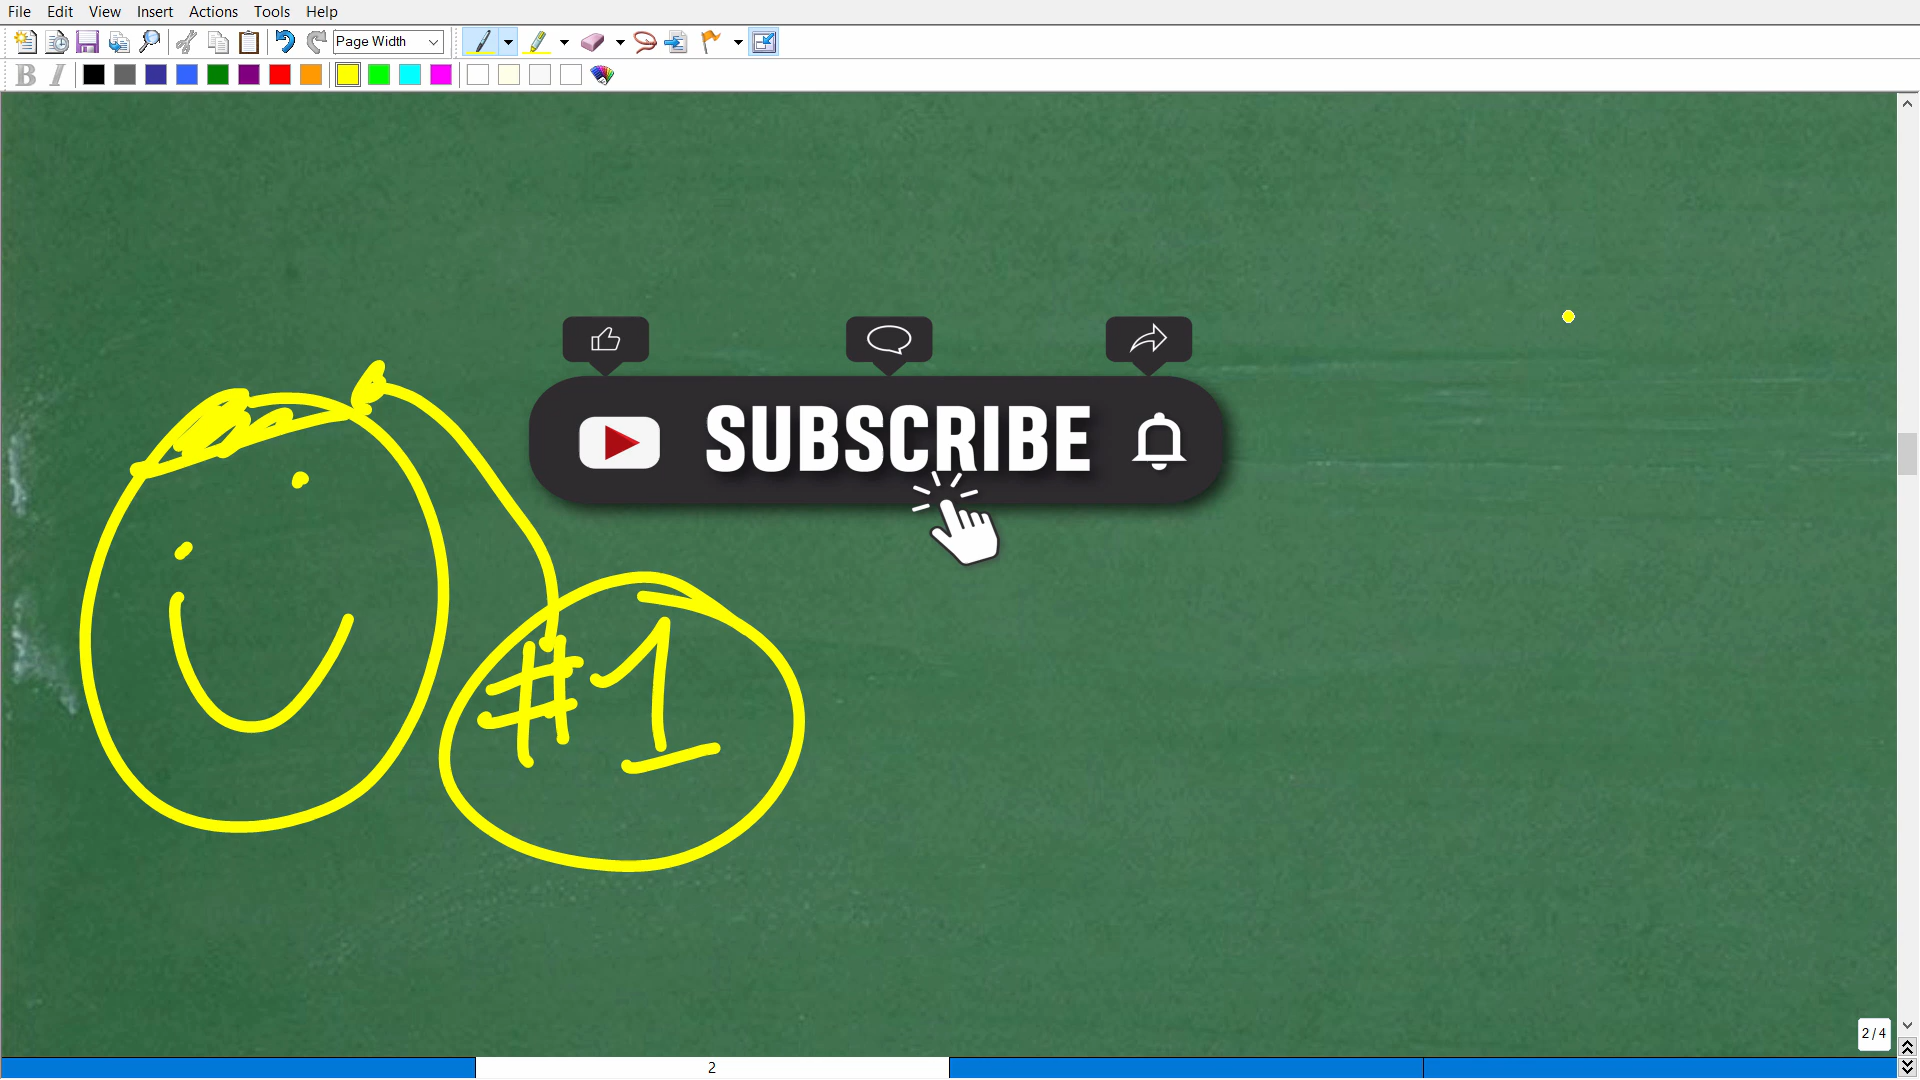 File Edit View Insert Actions Tools Help
Page Width
B I
SUBSCRIBE
#1
2 / 4
2